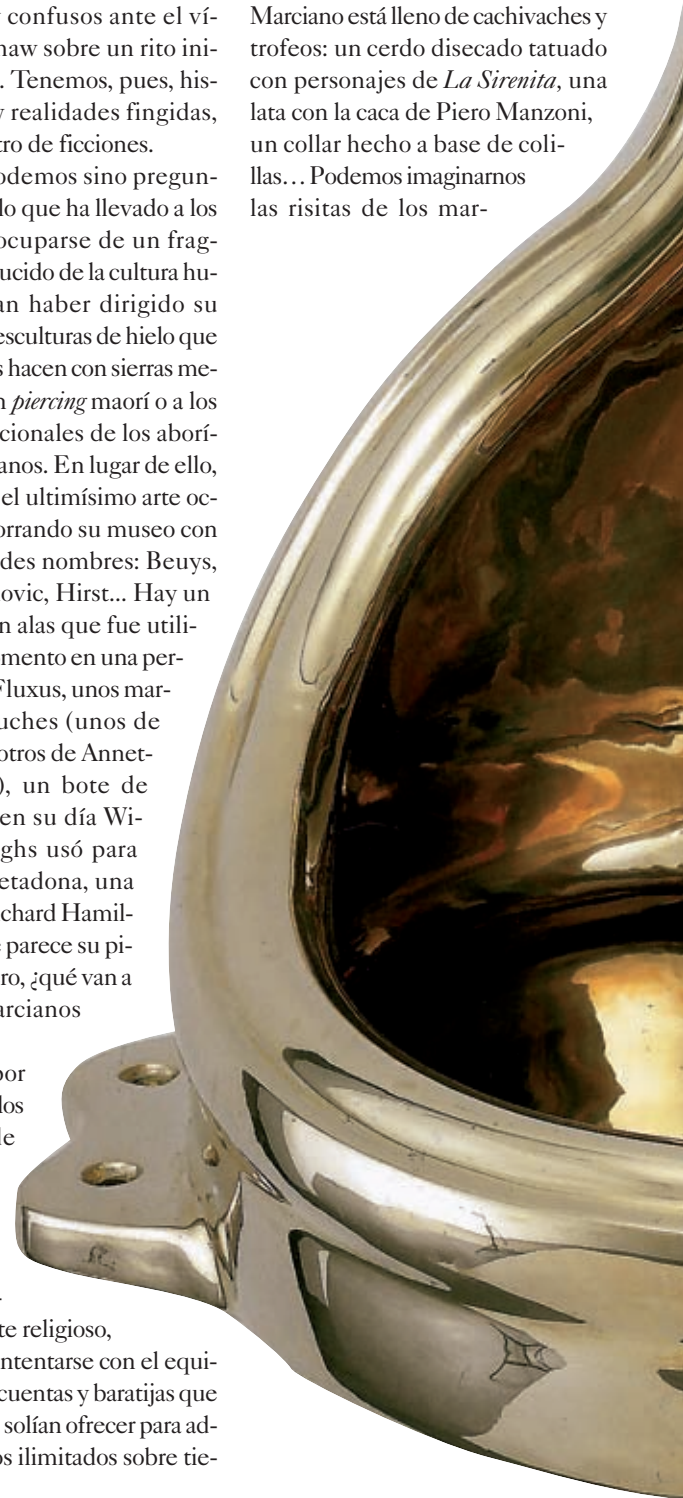 confusos ante el ví-
haw sobre un rito ini-
. Tenemos, pues, his-
y realidades fingidas,
tro de ficciones.
odemos sino pregun-
lo que ha llevado a los
ocuparse de un frag-
ucido de la cultura hu-
an haber dirigido su
esculturas de hielo que
s hacen con sierras me-
n piercing maorí o a los
cionales de los aborí-
anos. En lugar de ello,
el ultimísimo arte oc-
orrando su museo con
des nombres: Beuys,
ovic, Hirst... Hay un
n alas que fue utili-
mento en una per-
Fluxus, unos mar-
uches (unos de
otros de Annet-
), un bote de
en su día Wi-
ghs usó para
etadona, una
chard Hamil-
e parece su pi-
ro, ¿qué van a
arcianos
por
los
de
te religioso,
ntentarse con el equi-
cuentas y baratijas que
solían ofrecer para ad-
os ilimitados sobre tie-
Marciano está lleno de cachivaches y
trofeos: un cerdo disecado tatuado
con personajes de La Sirenita, una
lata con la caca de Piero Manzoni,
un collar hecho a base de coli-
llas… Podemos imaginarnos
las risitas de los mar-